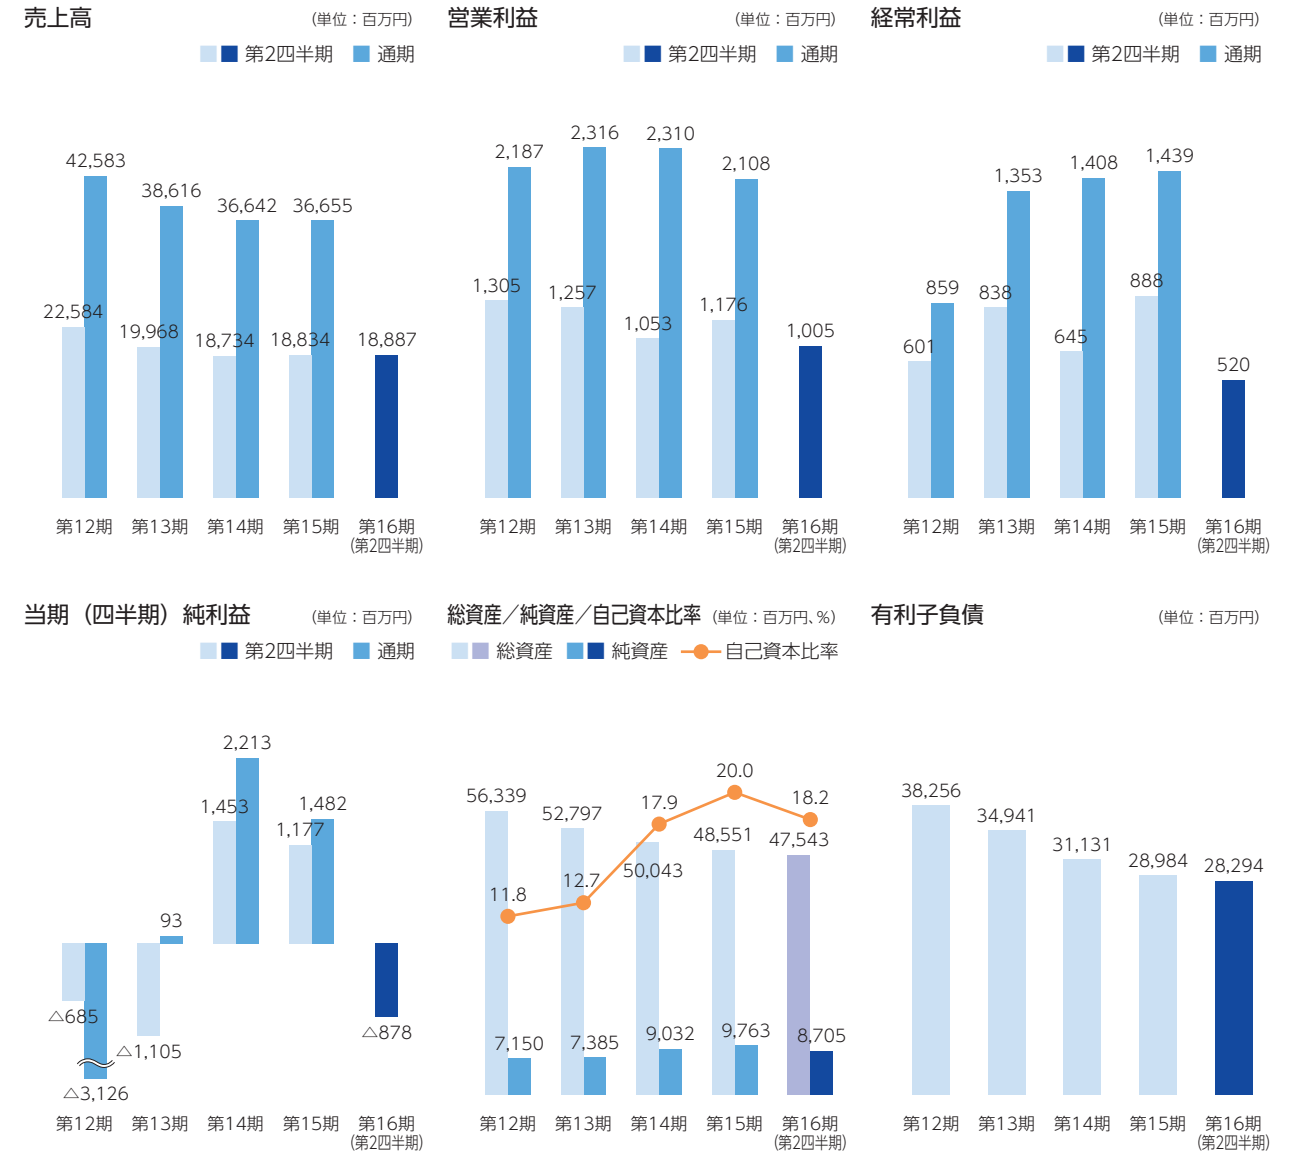 売上高 (単位：百万円)
第2四半期 通期
42,583
38,616
36,642 36,655
22,584
19,968 18,734 18,834 18,887
第12期 第13期 第14期 第15期 第16期
(第2四半期)
営業利益 (単位：百万円)
第2四半期 通期
2,187 2,316 2,310 2,108
1,305 1,257 1,053 1,176 1,005
第12期 第13期 第14期 第15期 第16期
(第2四半期)
経常利益 (単位：百万円)
第2四半期 通期
859 1,353 1,408 1,439
601 838 645 888 520
第12期 第13期 第14期 第15期 第16期
(第2四半期)
当期（四半期）純利益 (単位：百万円)
第2四半期 通期
2,213
1,453 1,482
1,177
93
△685
△1,105
△878
△3,126
第12期 第13期 第14期 第15期 第16期
(第2四半期)
総資産／純資産／自己資本比率 (単位：百万円、%)
総資産 純資産 自己資本比率
20.0
56,339 52,797 17.9 18.2
48,551 47,543
50,043
11.8 12.7
7,150 7,385 9,032 9,763 8,705
第12期 第13期 第14期 第15期 第16期
(第2四半期)
有利子負債 (単位：百万円)
38,256
34,941
31,131
28,984 28,294
第12期 第13期 第14期 第15期 第16期
(第2四半期)